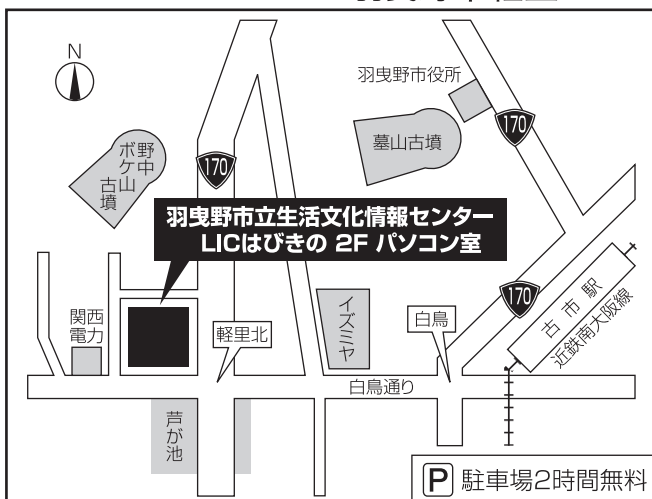 N
羽曳野市役所
170
墓山古墳
170
野中
ボケ山
古墳
羽曳野市立生活文化情報センター
LICはびきの 2F パソコン室
170
古市駅
近鉄南大阪線
関西
電力
軽里北
イズミヤ
白鳥
白鳥通り
芦が池
P 駐車場2時間無料